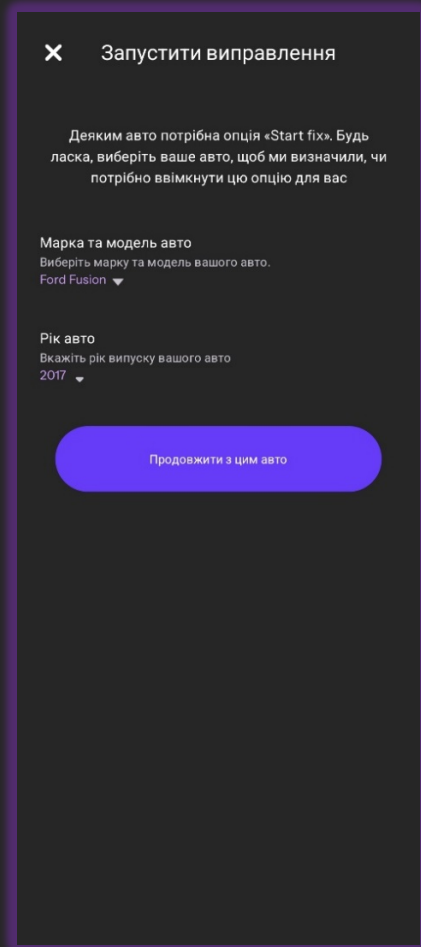 Запустити виправлення
Деяким авто потрібна опція «Start fix». Будь
ласка, виберіть ваше авто, щоб ми визначили, чи
потрібно ввімкнути цю опцію для вас
Марка та модель авто
Виберіть марку та модель вашого авто.
Ford Fusion
Рік авто
Вкажіть рік випуску вашого авто
2017
Продовжити з цим авто